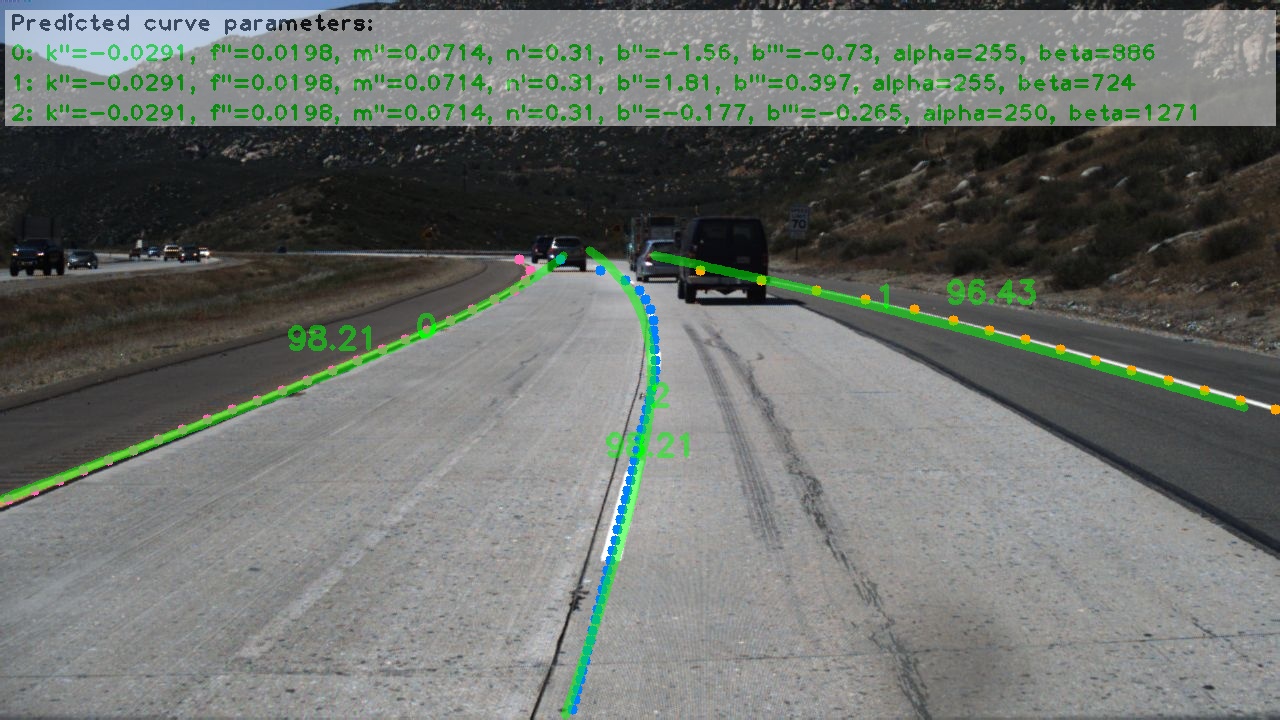 Predicted curve parameters:
0: k''=-0.0291, f''=0.0198, m''=0.0714, n'=0.31, b''=-1.56, b'''=-0.73, alpha=255, beta=886
1: k''=-0.0291, f''=0.0198, m''=0.0714, n'=0.31, b''=1.81, b'''=0.397, alpha=255, beta=724
2: k''=-0.0291, f''=0.0198, m''=0.0714, n'=0.31, b''=-0.177, b'''=-0.265, alpha=250, beta=1271
70
1 96.43
98.21 0
2
98.21